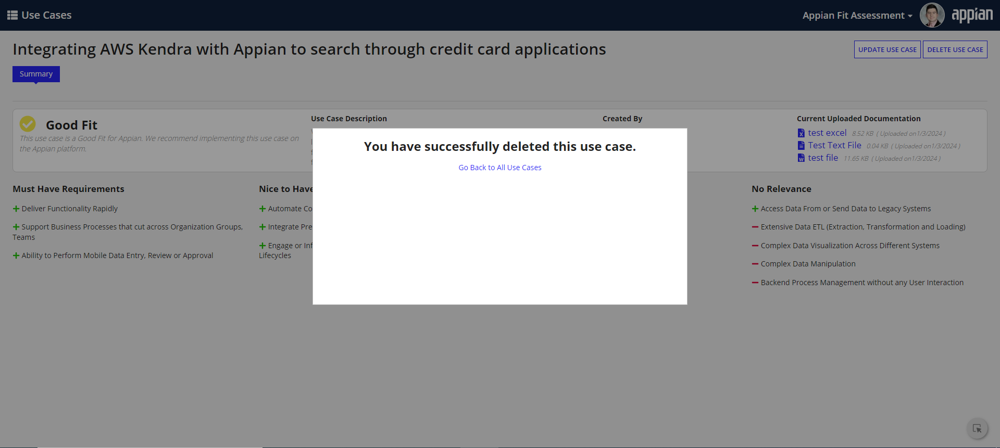 Use Cases
Appian Fit Assessment
appian
Integrating AWS Kendra with Appian to search through credit card applications
UPDATE USE CASE
DELETE USE CASE
Summary
Good Fit
This use case is a Good Fit for Appian. We recommend implementing this use case on
the Appian platform.
Use Case Description
Created By
Current Uploaded Documentation
test excel 8.52 KB ( Uploaded on1/3/2024 )
Test Text File 0.04 KB ( Uploaded on1/3/2024 )
test file 11.65 KB ( Uploaded on1/3/2024 )
You have successfully deleted this use case.
Go Back to All Use Cases
Must Have Requirements
Deliver Functionality Rapidly
Support Business Processes that cut across Organization Groups,
Teams
Ability to Perform Mobile Data Entry, Review or Approval
Nice to Have
Automate Co
Integrate Pre
Engage or Inf
Lifecycles
No Relevance
Access Data From or Send Data to Legacy Systems
Extensive Data ETL (Extraction, Transformation and Loading)
Complex Data Visualization Across Different Systems
Complex Data Manipulation
Backend Process Management without any User Interaction